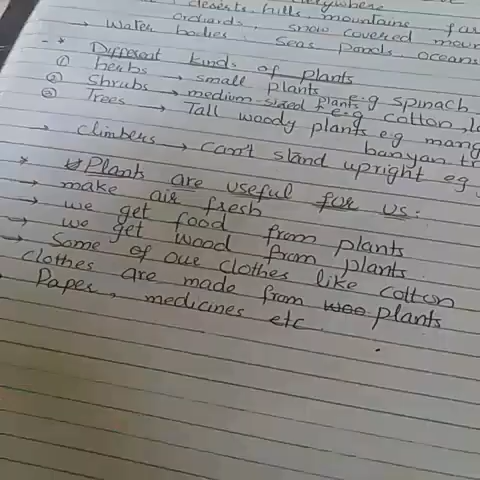 deserts, hills, mountains, far
orchards, snow covered moun
→ Water bodies: Seas Ponds oceans
* Different kinds of plants
① herbs → small plants e.g spinach
② Shrubs → medium-sized plants e.g cotton,
③ Trees → Tall woody plants e.g mang
banyan t
→ climbers → can't stand upright eg
* Plants are useful for us:
→ make air fresh
→ we get food from plants
→ we get wood from plants
→ Some of our clothes like cotton
clothes are made from plants
Paper, medicines etc